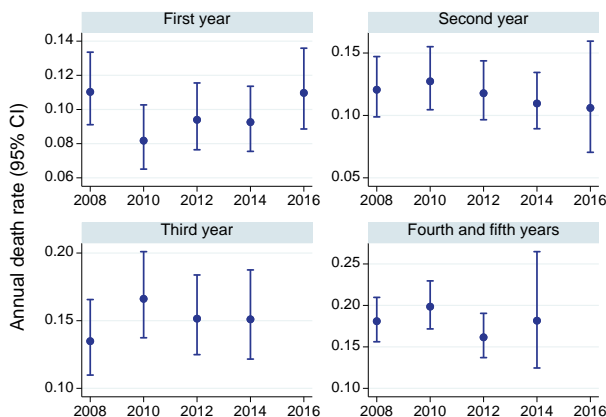 First year
Second year
0.14
0.12
0.10
0.08
0.06
0.15
0.10
0.05
2008 2010 2012 2014 2016
2008 2010 2012 2014 2016
Third year
Fourth and fifth years
0.20
0.15
0.10
0.25
0.20
0.15
0.10
2008 2010 2012 2014 2016
2008 2010 2012 2014 2016
Annual death rate (95% CI)